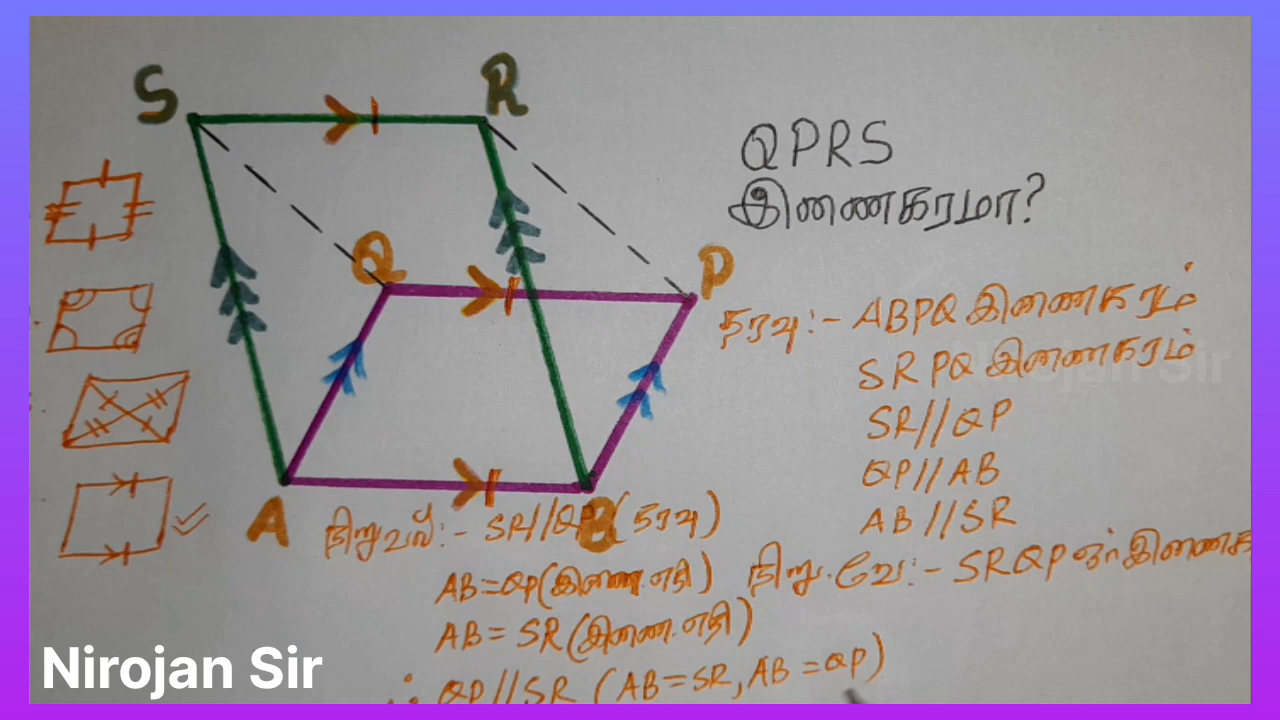 S
R
Q
P
A
B
QPRS
இணைகரமா?
தரவு:- ABPQ இணைகரம்
SRPQ இணைகரம்
SR//QP
QP//AB
AB//SR
நிறு.வே:- SRQP ஓர் இணைக
நிறுவல்:- SR//QP (தரவு)
AB=QP(இணை.எதி)
AB= SR(இணை.எதி)
∴ QP//SR (AB=SR, AB=QP)
Nirojan Sir